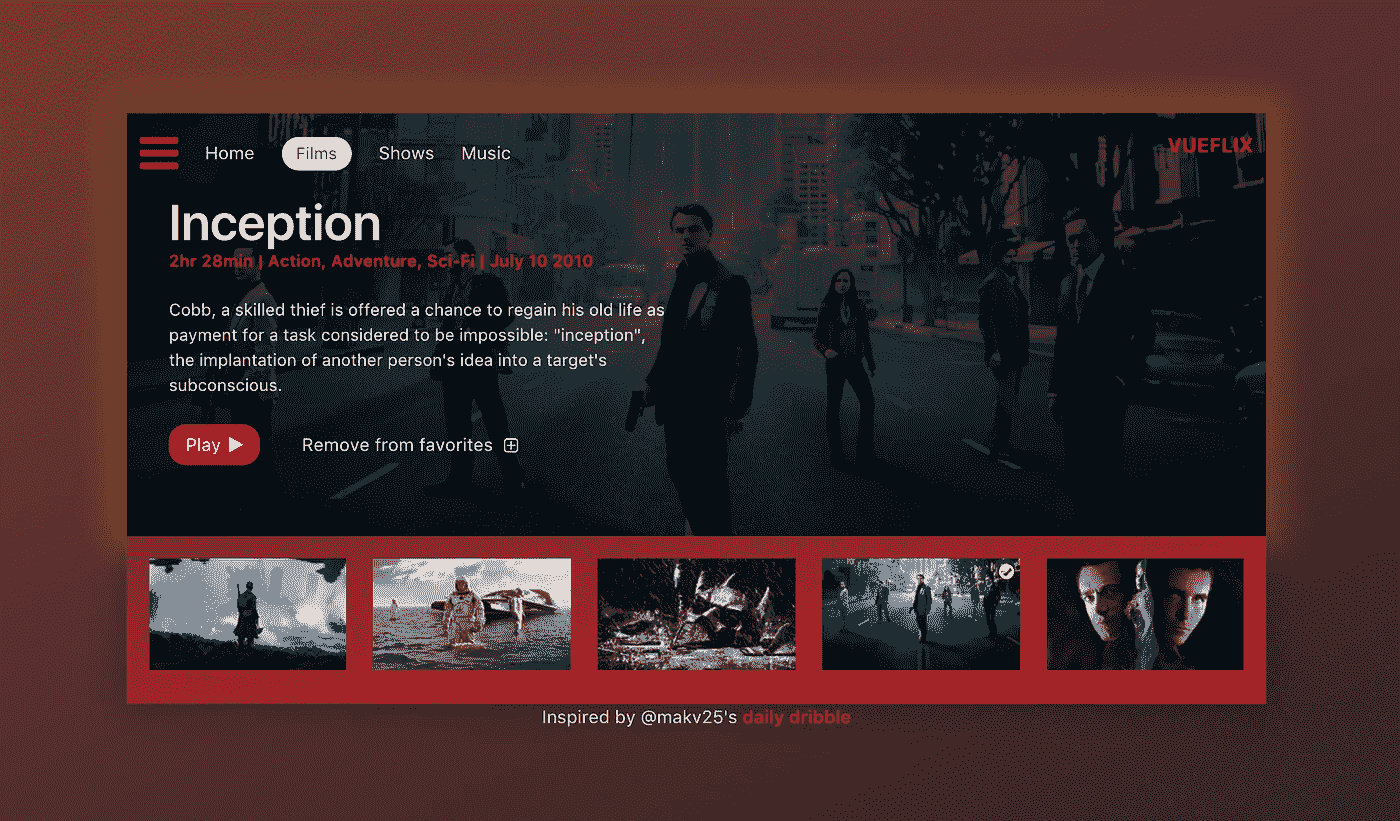 Home Films Shows Music VUEFLIX
Inception
2hr 28min | Action, Adventure, Sci-Fi | July 10 2010
Cobb, a skilled thief is offered a chance to regain his old life as
payment for a task considered to be impossible: "inception",
the implantation of another person's idea into a target's
subconscious.
Play Remove from favorites
Inspired by @makv25's daily dribble